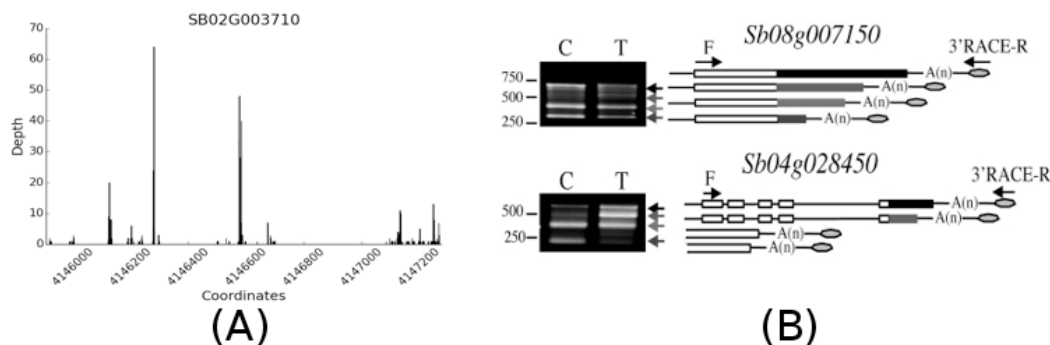 SB02G003710
70
60
50
40
30
20
10
0
Depth
4146000
4146200
4146400
4146600
4146800
4147000
4147200
Coordinates
(A)
Sb08g007150
C T
F
3'RACE-R
750
500
250
A(n)
A(n)
A(n)
A(n)
Sb04g028450
C T
F
3'RACE-R
500
250
A(n)
A(n)
A(n)
A(n)
(B)